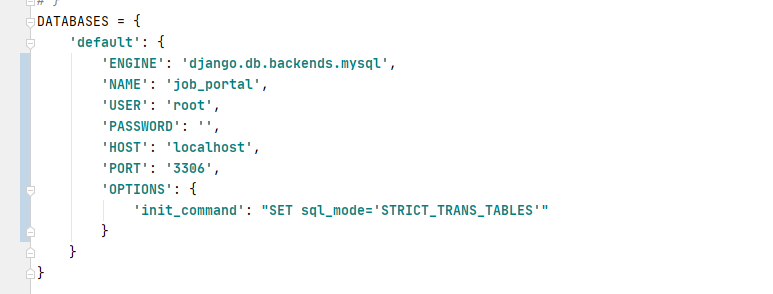 # }
DATABASES = {
    'default': {
        'ENGINE': 'django.db.backends.mysql',
        'NAME': 'job_portal',
        'USER': 'root',
        'PASSWORD': '',
        'HOST': 'localhost',
        'PORT': '3306',
        'OPTIONS': {
            'init_command': "SET sql_mode='STRICT_TRANS_TABLES'"
        }
    }
}